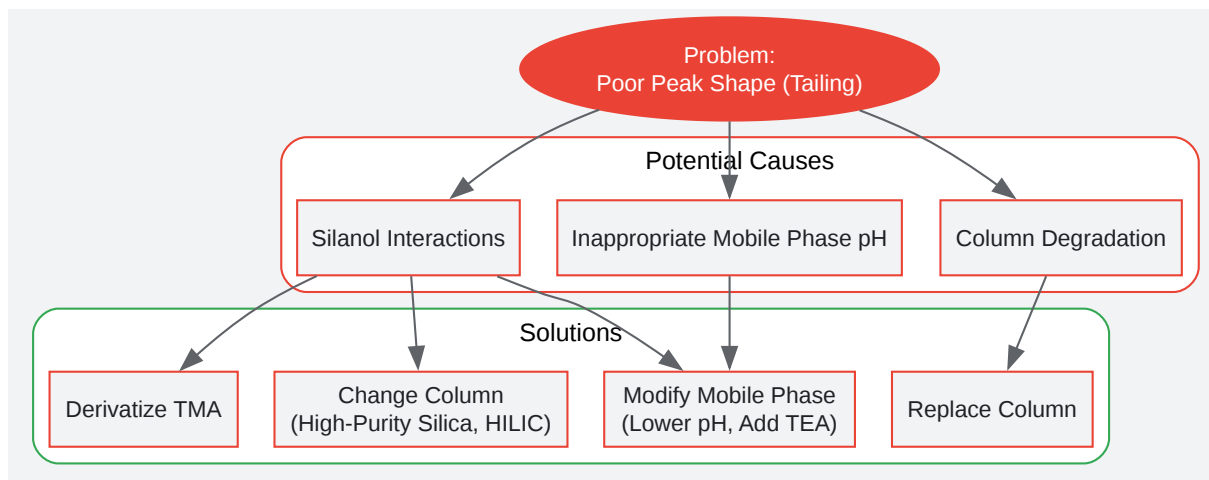 Problem:
Poor Peak Shape (Tailing)
Potential Causes
Silanol Interactions
Inappropriate Mobile Phase pH
Column Degradation
Solutions
Derivatize TMA
Change Column
(High-Purity Silica, HILIC)
Modify Mobile Phase
(Lower pH, Add TEA)
Replace Column